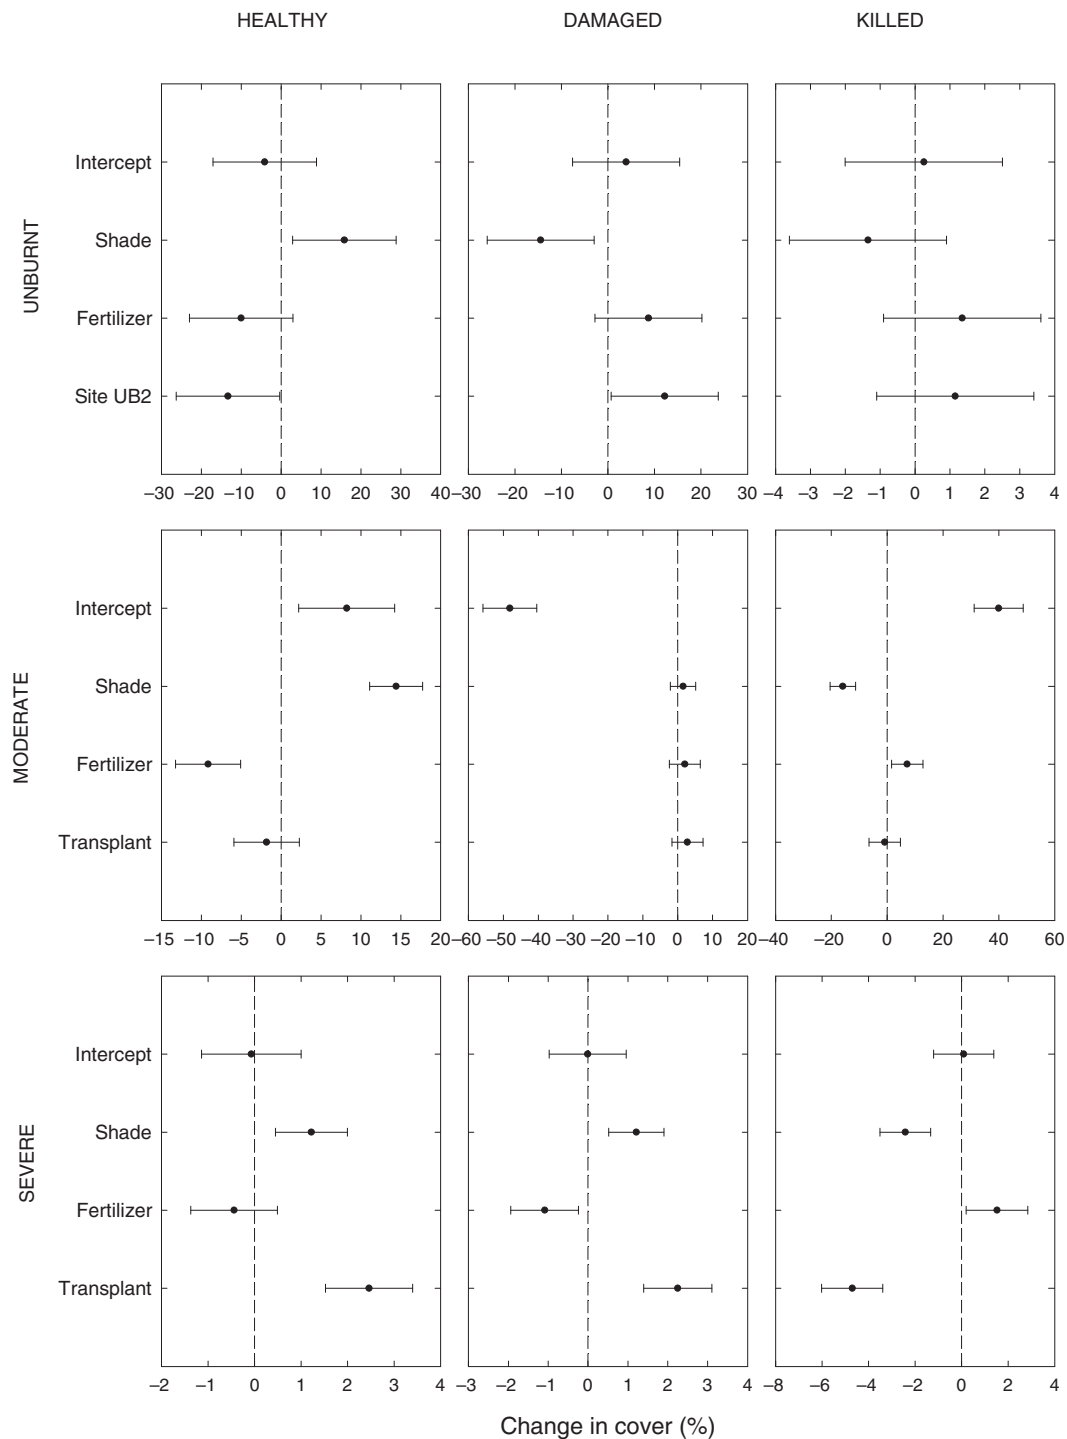 HEALTHY DAMAGED KILLED
UNBURNT
Intercept
Shade
Fertilizer
Site UB2
−30 −20 −10 0 10 20 30 40 −30 −20 −10 0 10 20 30 −4 −3 −2 −1 0 1 2 3 4
MODERATE
Intercept
Shade
Fertilizer
Transplant
−15 −10 −5 0 5 10 15 20 −60 −50 −40 −30 −20 −10 0 10 20 −40 −20 0 20 40 60
SEVERE
Intercept
Shade
Fertilizer
Transplant
−2 −1 0 1 2 3 4 −3 −2 −1 0 1 2 3 4 −8 −6 −4 −2 0 2 4
Change in cover (%)